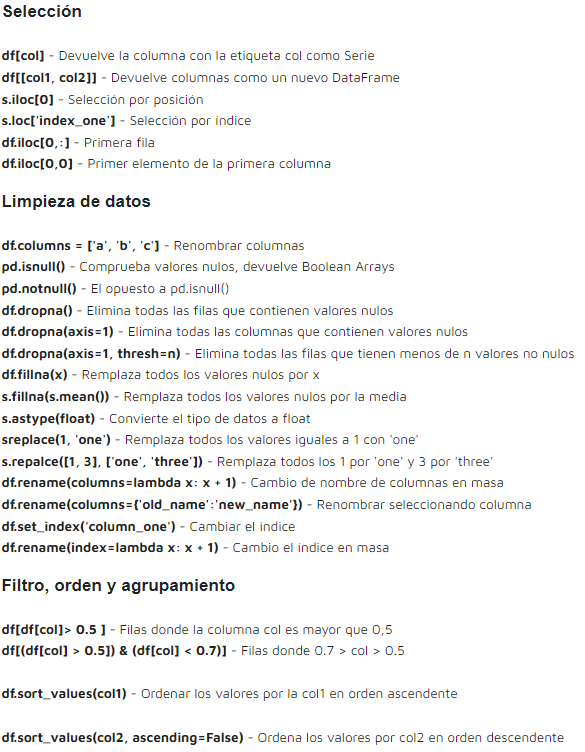 Selección
df[col] - Devuelve la columna con la etiqueta col como Serie
df[[col1, col2]] - Devuelve columnas como un nuevo DataFrame
s.iloc[0] - Selección por posición
s.loc['index_one'] - Selección por índice
df.iloc[0,:] - Primera fila
df.iloc[0,0] - Primer elemento de la primera columna
Limpieza de datos
df.columns = ['a', 'b', 'c'] - Renombrar columnas
pd.isnull() - Comprueba valores nulos, devuelve Boolean Arrays
pd.notnull() - El opuesto a pd.isnull()
df.dropna() - Elimina todas las filas que contienen valores nulos
df.dropna(axis=1) - Elimina todas las columnas que contienen valores nulos
df.dropna(axis=1, thresh=n) - Elimina todas las filas que tienen menos de n valores no nulos
df.fillna(x) - Remplaza todos los valores nulos por x
s.fillna(s.mean()) - Remplaza todos los valores nulos por la media
s.astype(float) - Convierte el tipo de datos a float
sreplace(1, 'one') - Remplaza todos los valores iguales a 1 con 'one'
s.repalce([1, 3], ['one', 'three']) - Remplaza todos los 1 por 'one' y 3 por 'three'
df.rename(columns=lambda x: x + 1) - Cambio de nombre de columnas en masa
df.rename(columns={'old_name':'new_name'}) - Renombrar seleccionando columna
df.set_index('column_one') - Cambiar el índice
df.rename(index=lambda x: x + 1) - Cambio el índice en masa
Filtro, orden y agrupamiento
df[df[col]> 0.5 ] - Filas donde la columna col es mayor que 0,5
df[(df[col] > 0.5]) & (df[col] < 0.7)] - Filas donde 0.7 > col > 0.5
df.sort_values(col1) - Ordenar los valores por la col1 en orden ascendente
df.sort_values(col2, ascending=False) - Ordena los valores por col2 en orden descendente